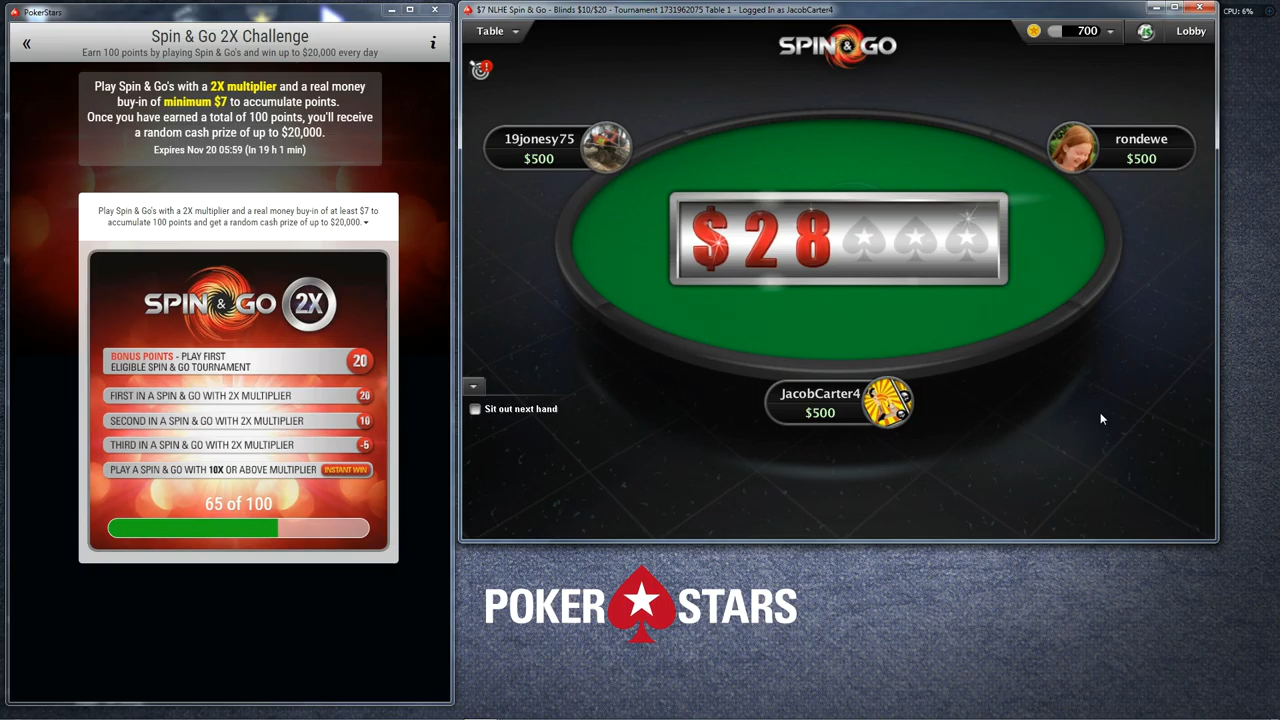 PokerStars
«
Spin & Go 2X Challenge
Earn 100 points by playing Spin & Go's and win up to $20,000 every day
i
Play Spin & Go's with a 2X multiplier and a real money
buy-in of minimum $7 to accumulate points.
Once you have earned a total of 100 points, you'll receive
a random cash prize of up to $20,000.
Expires Nov 20 05:59 (In 19 h 1 min)
Play Spin & Go's with a 2X multiplier and a real money buy-in of at least $7 to
accumulate 100 points and get a random cash prize of up to $20,000.
SPIN & GO 2X
BONUS POINTS - PLAY FIRST
ELIGIBLE SPIN & GO TOURNAMENT
20
FIRST IN A SPIN & GO WITH 2X MULTIPLIER 20
SECOND IN A SPIN & GO WITH 2X MULTIPLIER 10
THIRD IN A SPIN & GO WITH 2X MULTIPLIER -5
PLAY A SPIN & GO WITH 10X OR ABOVE MULTIPLIER INSTANT WIN
65 of 100
$7 NLHE Spin & Go - Blinds $10/$20 - Tournament 1731962075 Table 1 - Logged In as JacobCarter4
Table
SPIN & GO
700
Lobby
19jonesy75
$500
rondewe
$500
$28
JacobCarter4
$500
Sit out next hand
POKER STARS
CPU: 6%